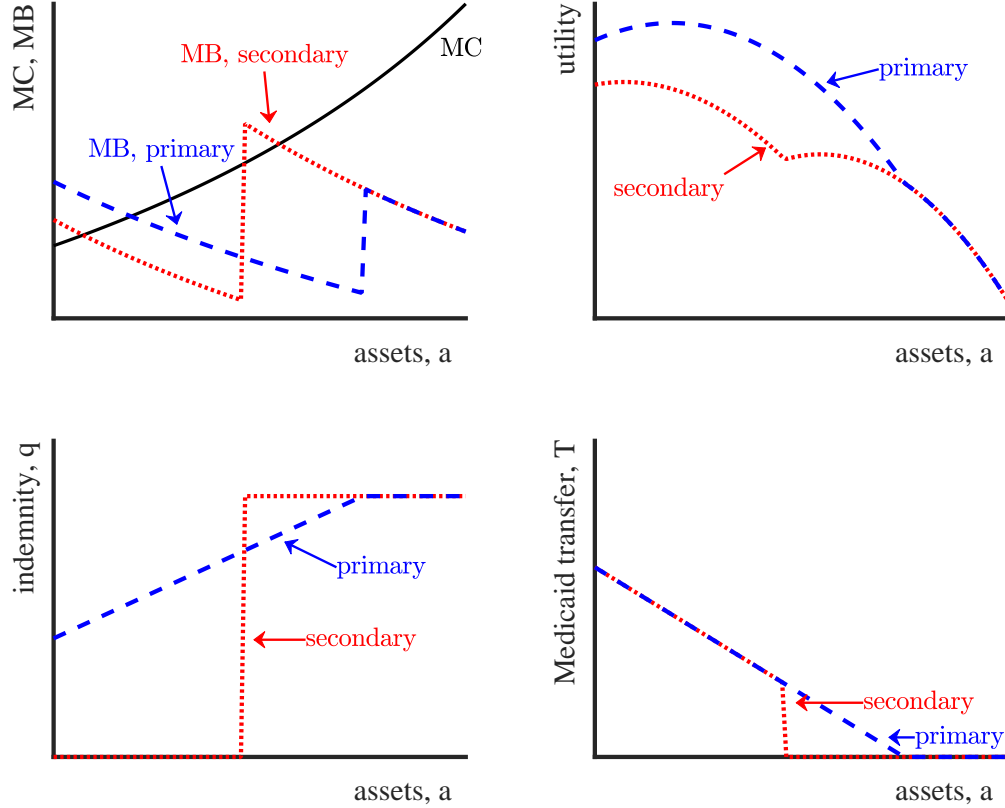 MC, MB
MB, secondary
MC
MB, primary
assets, a
utility
primary
secondary
assets, a
indemnity, q
primary
secondary
assets, a
Medicaid transfer, T
secondary
primary
assets, a